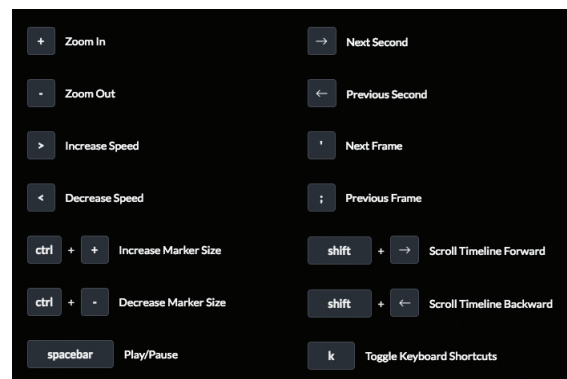 + Zoom In
- Zoom Out
> Increase Speed
< Decrease Speed
ctrl + + Increase Marker Size
ctrl + - Decrease Marker Size
spacebar Play/Pause
→ Next Second
← Previous Second
' Next Frame
; Previous Frame
shift + → Scroll Timeline Forward
shift + ← Scroll Timeline Backward
k Toggle Keyboard Shortcuts